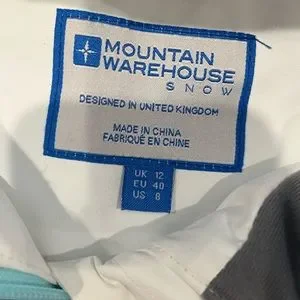 MOUNTAIN
WAREHOUSE
SNOW
DESIGNED IN UNITED KINGDOM
MADE IN CHINA
FABRIQUÉ EN CHINE
UK 12
EU 40
US 8